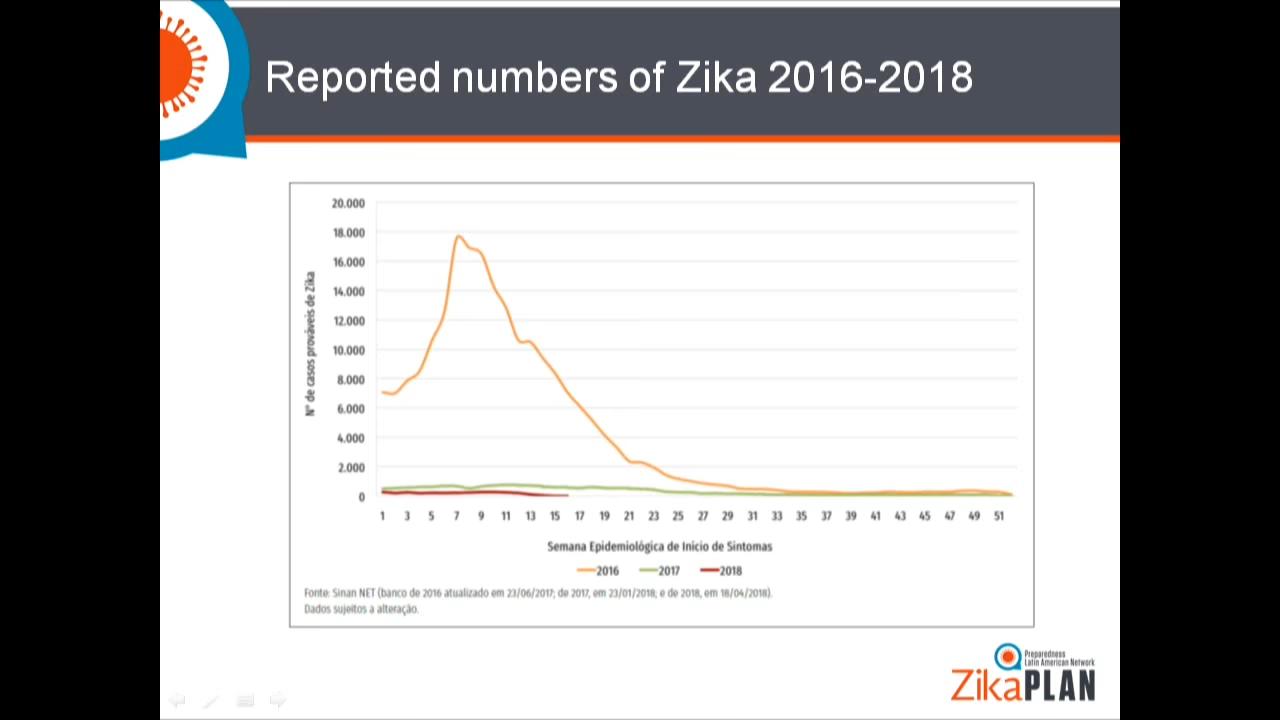 Reported numbers of Zika 2016-2018
20.000
18.000
16.000
14.000
12.000
10.000
8.000
6.000
4.000
2.000
0
Nº de casos prováveis de Zika
1 3 5 7 9 11 13 15 17 19 21 23 25 27 29 31 33 35 37 39 41 43 45 47 49 51
Semana Epidemiológica de Início de Sintomas
2016 2017 2018
Fonte: Sinan NET (banco de 2016 atualizado em 23/06/2017; de 2017, em 23/01/2018; e de 2018, em 18/04/2018).
Dados sujeitos a alteração.
Preparedness
Latin American Network
ZikaPLAN